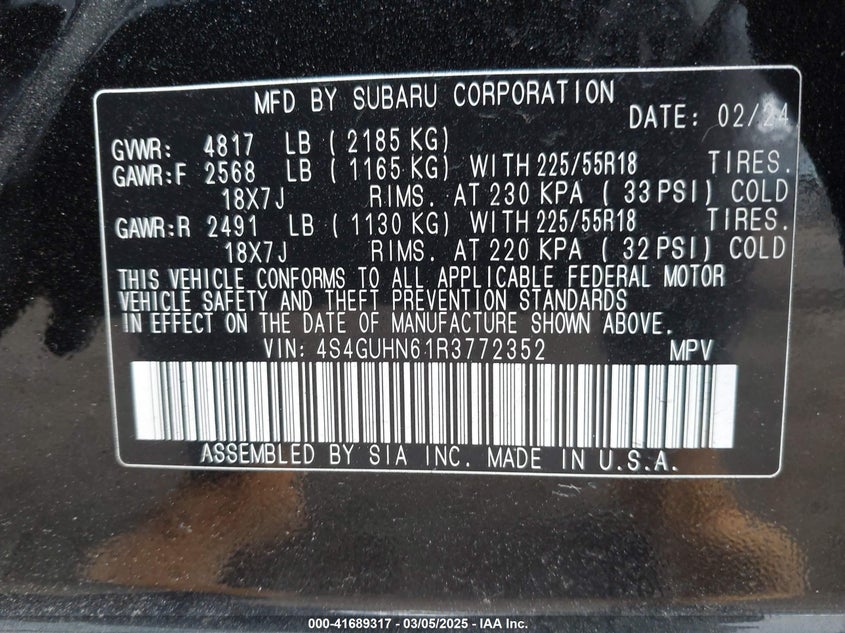 MFD BY SUBARU CORPORATION
DATE: 02/24
GVWR: 4817 LB ( 2185 KG)
GAWR:F 2568 LB ( 1165 KG) WITH 225/55R18 TIRES.
18X7J RIMS. AT 230 KPA ( 33 PSI) COLD
GAWR:R 2491 LB ( 1130 KG) WITH 225/55R18 TIRES.
18X7J RIMS. AT 220 KPA ( 32 PSI) COLD
THIS VEHICLE CONFORMS TO ALL APPLICABLE FEDERAL MOTOR
VEHICLE SAFETY AND THEFT PREVENTION STANDARDS
IN EFFECT ON THE DATE OF MANUFACTURE SHOWN ABOVE.
VIN: 4S4GUHN61R3772352 MPV
ASSEMBLED BY SIA INC. MADE IN U.S.A.
000-41689317 - 03/05/2025 - IAA Inc.